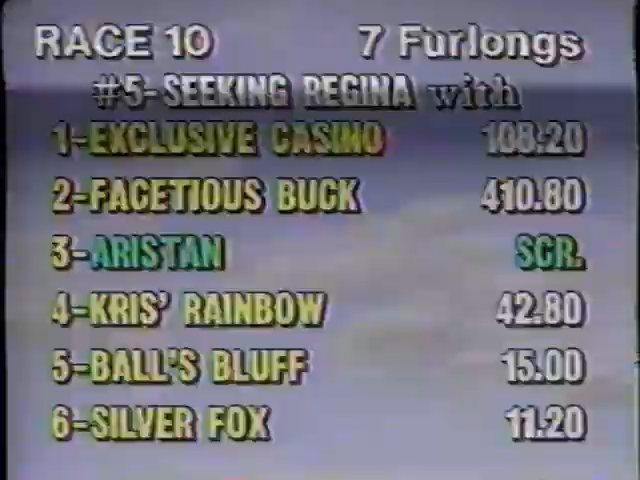 RACE 10 7 Furlongs
#5-SEEKING REGINA with
1-EXCLUSIVE CASINO 108.20
2-FACETIOUS BUCK 410.80
3-ARISTAN SCR.
4-KRIS' RAINBOW 42.80
5-BALL'S BLUFF 15.00
6-SILVER FOX 11.20